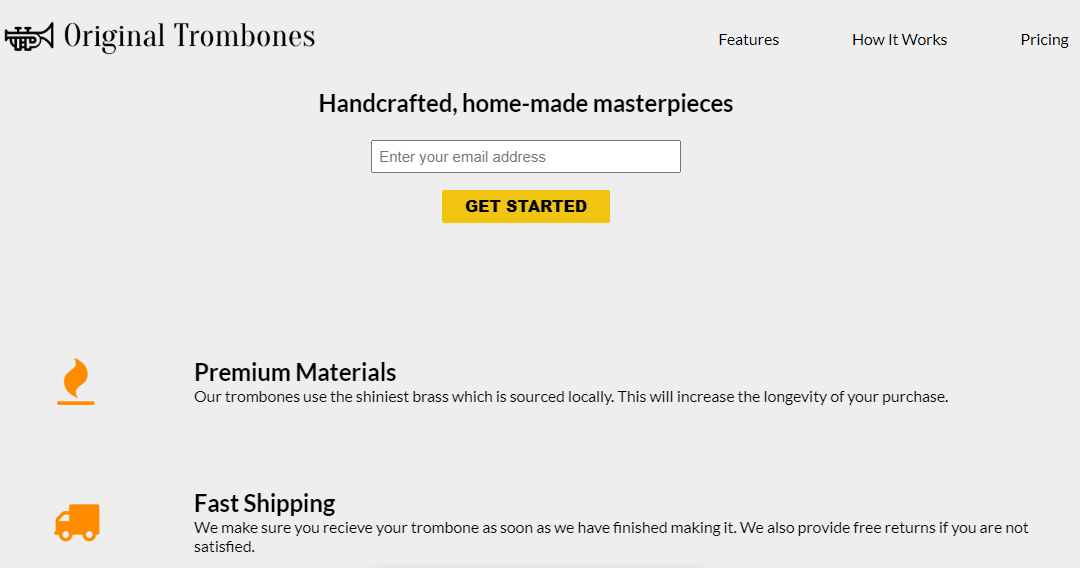 Original Trombones
Features
How It Works
Pricing
Handcrafted, home-made masterpieces
Enter your email address
GET STARTED
Premium Materials
Our trombones use the shiniest brass which is sourced locally. This will increase the longevity of your purchase.
Fast Shipping
We make sure you recieve your trombone as soon as we have finished making it. We also provide free returns if you are not
satisfied.